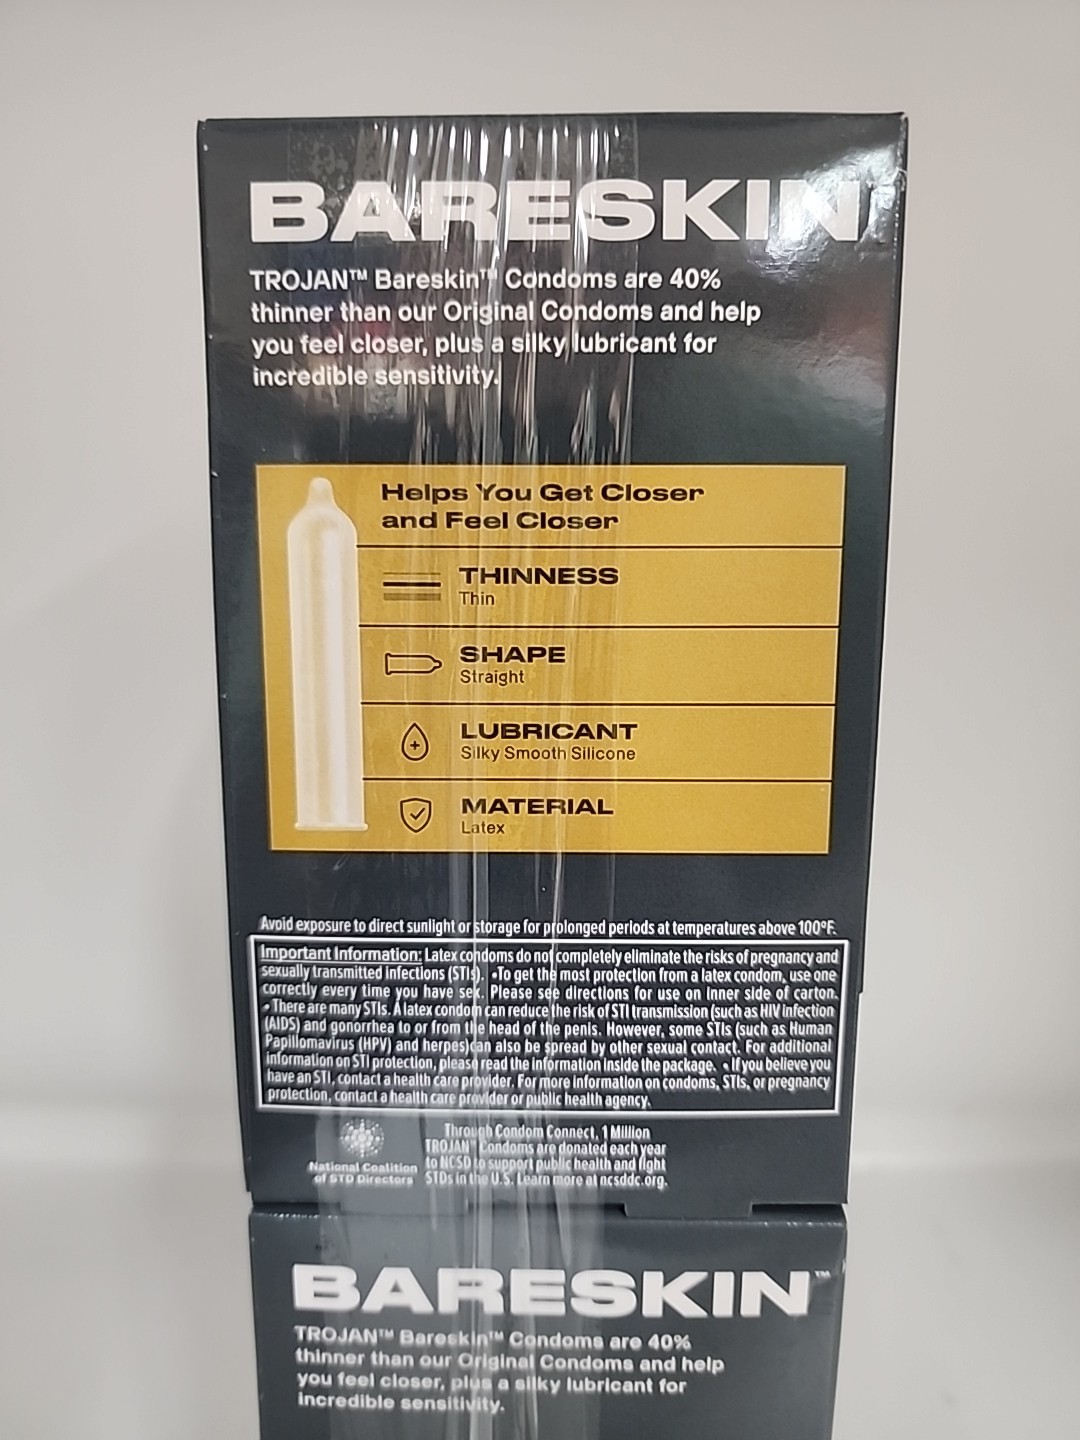 BARESKIN
TROJAN™ Bareskin™ Condoms are 40%
thinner than our Original Condoms and help
you feel closer, plus a silky lubricant for
incredible sensitivity.
Helps You Get Closer
and Feel Closer
THINNESS
Thin
SHAPE
Straight
LUBRICANT
Silky Smooth Silicone
MATERIAL
Latex
Avoid exposure to direct sunlight or storage for prolonged periods at temperatures above 100°F.
Important Information: Latex condoms do not completely eliminate the risks of pregnancy and
sexually transmitted infections (STIs). •To get the most protection from a latex condom, use one
correctly every time you have sex. Please see directions for use on inner side of carton.
• There are many STIs. A latex condom can reduce the risk of STI transmission (such as HIV infection
(AIDS) and gonorrhea to or from the head of the penis. However, some STIs (such as Human
Papillomavirus (HPV) and herpes)can also be spread by other sexual contact. For additional
information on STI protection, please read the information inside the package. • If you believe you
have an STI, contact a health care provider. For more information on condoms, STIs, or pregnancy
protection, contact a health care provider or public health agency.
National Coalition
of STD Directors
Through Condom Connect, 1 Million
TROJAN™ Condoms are donated each year
to NCSD to support public health and fight
STDs in the U.S. Learn more at ncsddc.org.
BARESKIN™
TROJAN™ Bareskin™ Condoms are 40%
thinner than our Original Condoms and help
you feel closer, plus a silky lubricant for
incredible sensitivity.